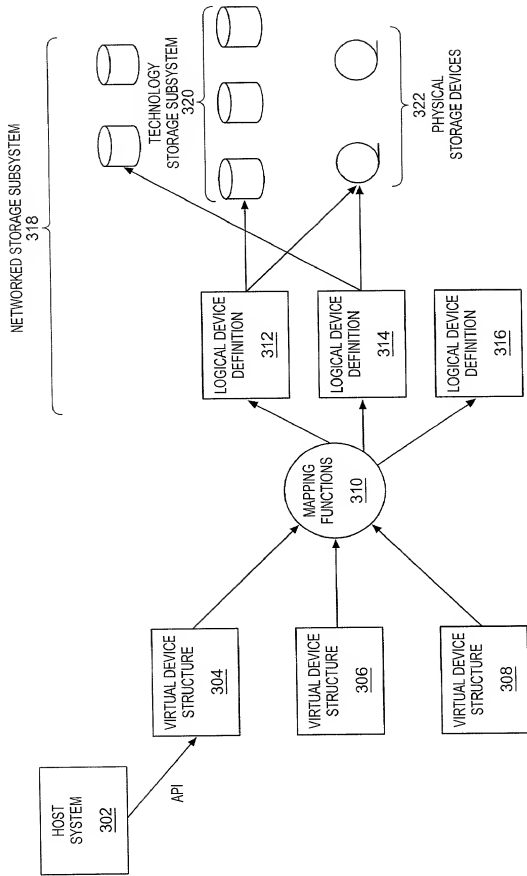 NETWORKED STORAGE SUBSYSTEM
318
TECHNOLOGY
STORAGE SUBSYSTEM
320
322
PHYSICAL
STORAGE DEVICES
LOGICAL DEVICE
DEFINITION
312
LOGICAL DEVICE
DEFINITION
314
LOGICAL DEVICE
DEFINITION
316
MAPPING
FUNCTIONS
310
VIRTUAL DEVICE
STRUCTURE
304
VIRTUAL DEVICE
STRUCTURE
306
VIRTUAL DEVICE
STRUCTURE
308
API
HOST
SYSTEM
302